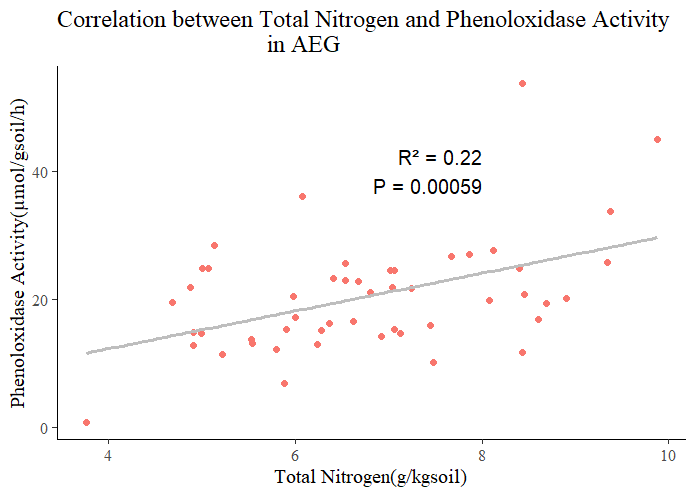 Correlation between Total Nitrogen and Phenoloxidase Activity
in AEG
Phenoloxidase Activity(μmol/gsoil/h)
R² = 0.22
P = 0.00059
40
20
0
4 6 8 10
Total Nitrogen(g/kgsoil)